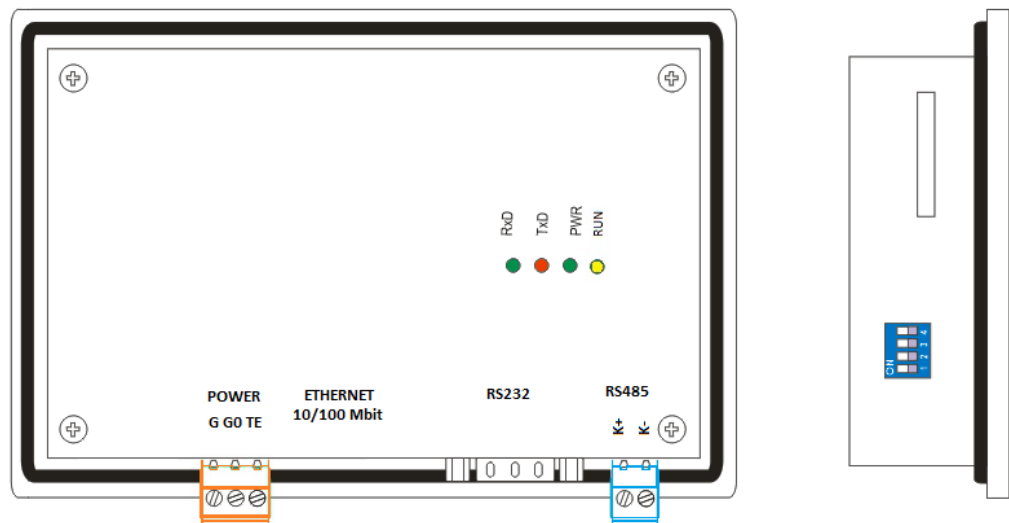 RxD
TxD
PWR
RUN
POWER
G G0 TE
ETHERNET
10/100 Mbit
RS232
RS485
K+
K-
ON
1 2 3 4